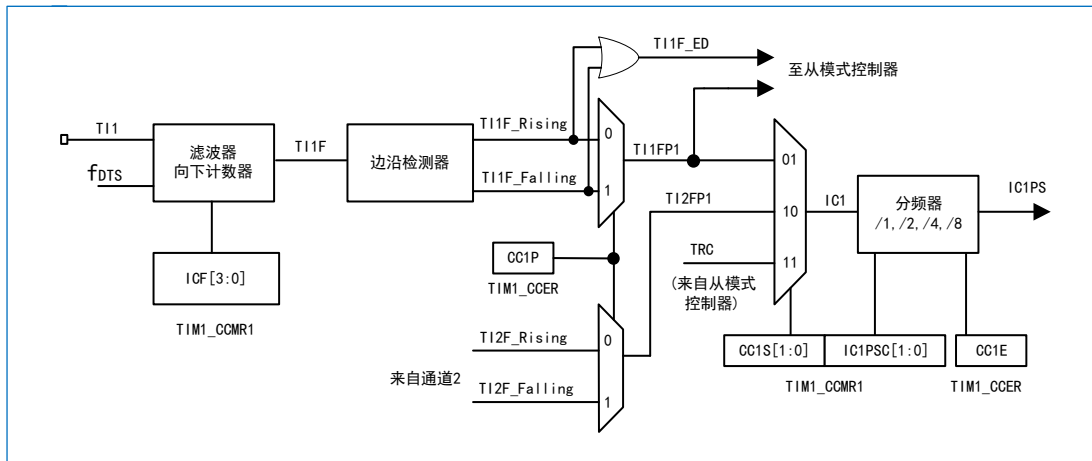 TI1F_ED
至从模式控制器
TI1
fDTS
滤波器
向下计数器
TI1F
边沿检测器
TI1F_Rising
TI1F_Falling
0
1
TI1FP1
TI2FP1
01
10
11
IC1
分频器
/1,/2,/4,/8
IC1PS
TRC
(来自从模式
控制器)
ICF[3:0]
TIM1_CCMR1
CC1P
TIM1_CCER
CC1S[1:0]
IC1PSC[1:0]
CC1E
TIM1_CCMR1
TIM1_CCER
TI2F_Rising
来自通道2
TI2F_Falling
0
1